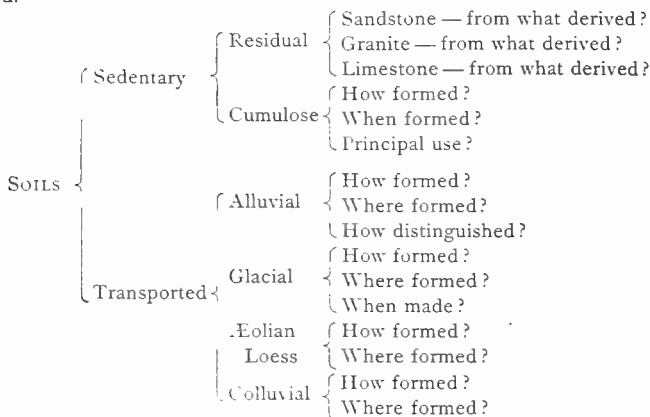 Sandstone — from what derived?
Residual Granite — from what derived?
Limestone — from what derived?
Sedentary
How formed?
Cumulose When formed?
Principal use?
SOILS
How formed?
Alluvial Where formed?
How distinguished?
How formed?
Glacial Where formed?
Transported
When made?
Æolian How formed?
Loess Where formed?
How formed?
Colluvial
Where formed?